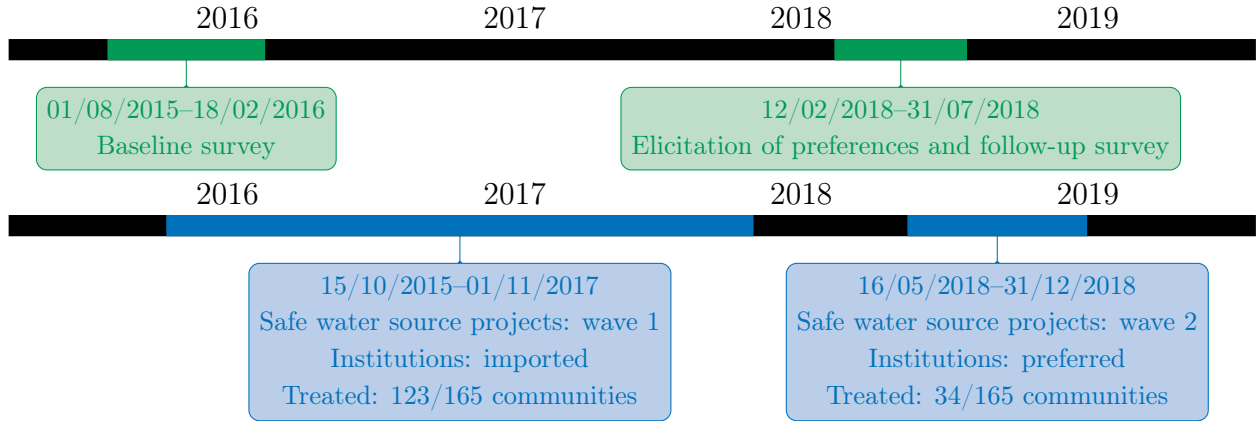 2016 2017 2018 2019
01/08/2015–18/02/2016
Baseline survey
12/02/2018–31/07/2018
Elicitation of preferences and follow-up survey
2016 2017 2018 2019
15/10/2015–01/11/2017
Safe water source projects: wave 1
Institutions: imported
Treated: 123/165 communities
16/05/2018–31/12/2018
Safe water source projects: wave 2
Institutions: preferred
Treated: 34/165 communities